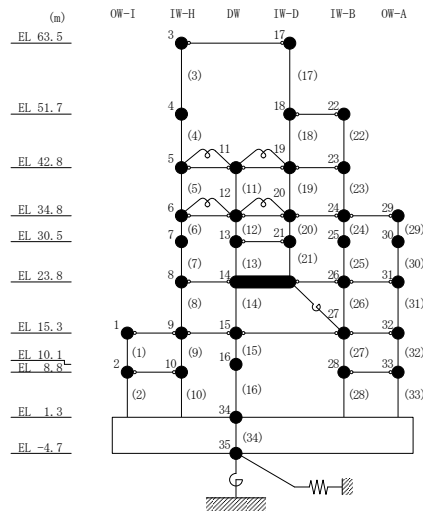 (m) OW-I IW-H DW IW-D IW-B OW-A
EL 63.5 3 17
(3) (17)
EL 51.7 4 18 22
(4) 11 19 (18) (22)
EL 42.8 5 23
(5) 12 (11) 20 (19) (23)
EL 34.8 6 24 29
(6) (12) (20) (24) (29)
EL 30.5 7 13 21 25 30
(7) (13) (21) (25) (30)
EL 23.8 8 14 26 31
(8) (14) (26) (31)
27
EL 15.3 1 9 15 32
(1) (9) (15) (27) (32)
EL 10.1 16
EL 8.8 2 10 28 33
(2) (10) (16) (28) (33)
EL 1.3 34
(34)
EL -4.7 35